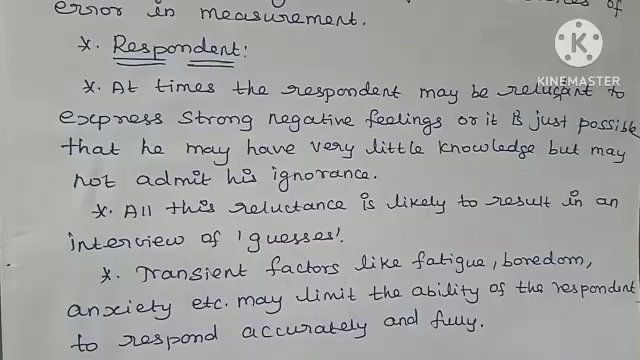 error in measurement.
* Respondent:
* At times the respondent may be reluctant to
express strong negative feelings or it is just possible
that he may have very little knowledge but may
not admit his ignorance.
* All this reluctance is likely to result in an
interview of 'guesses'.
* Transient factors like fatigue, boredom,
anxiety etc. may limit the ability of the respondent
to respond accurately and fully.
KINEMASTER